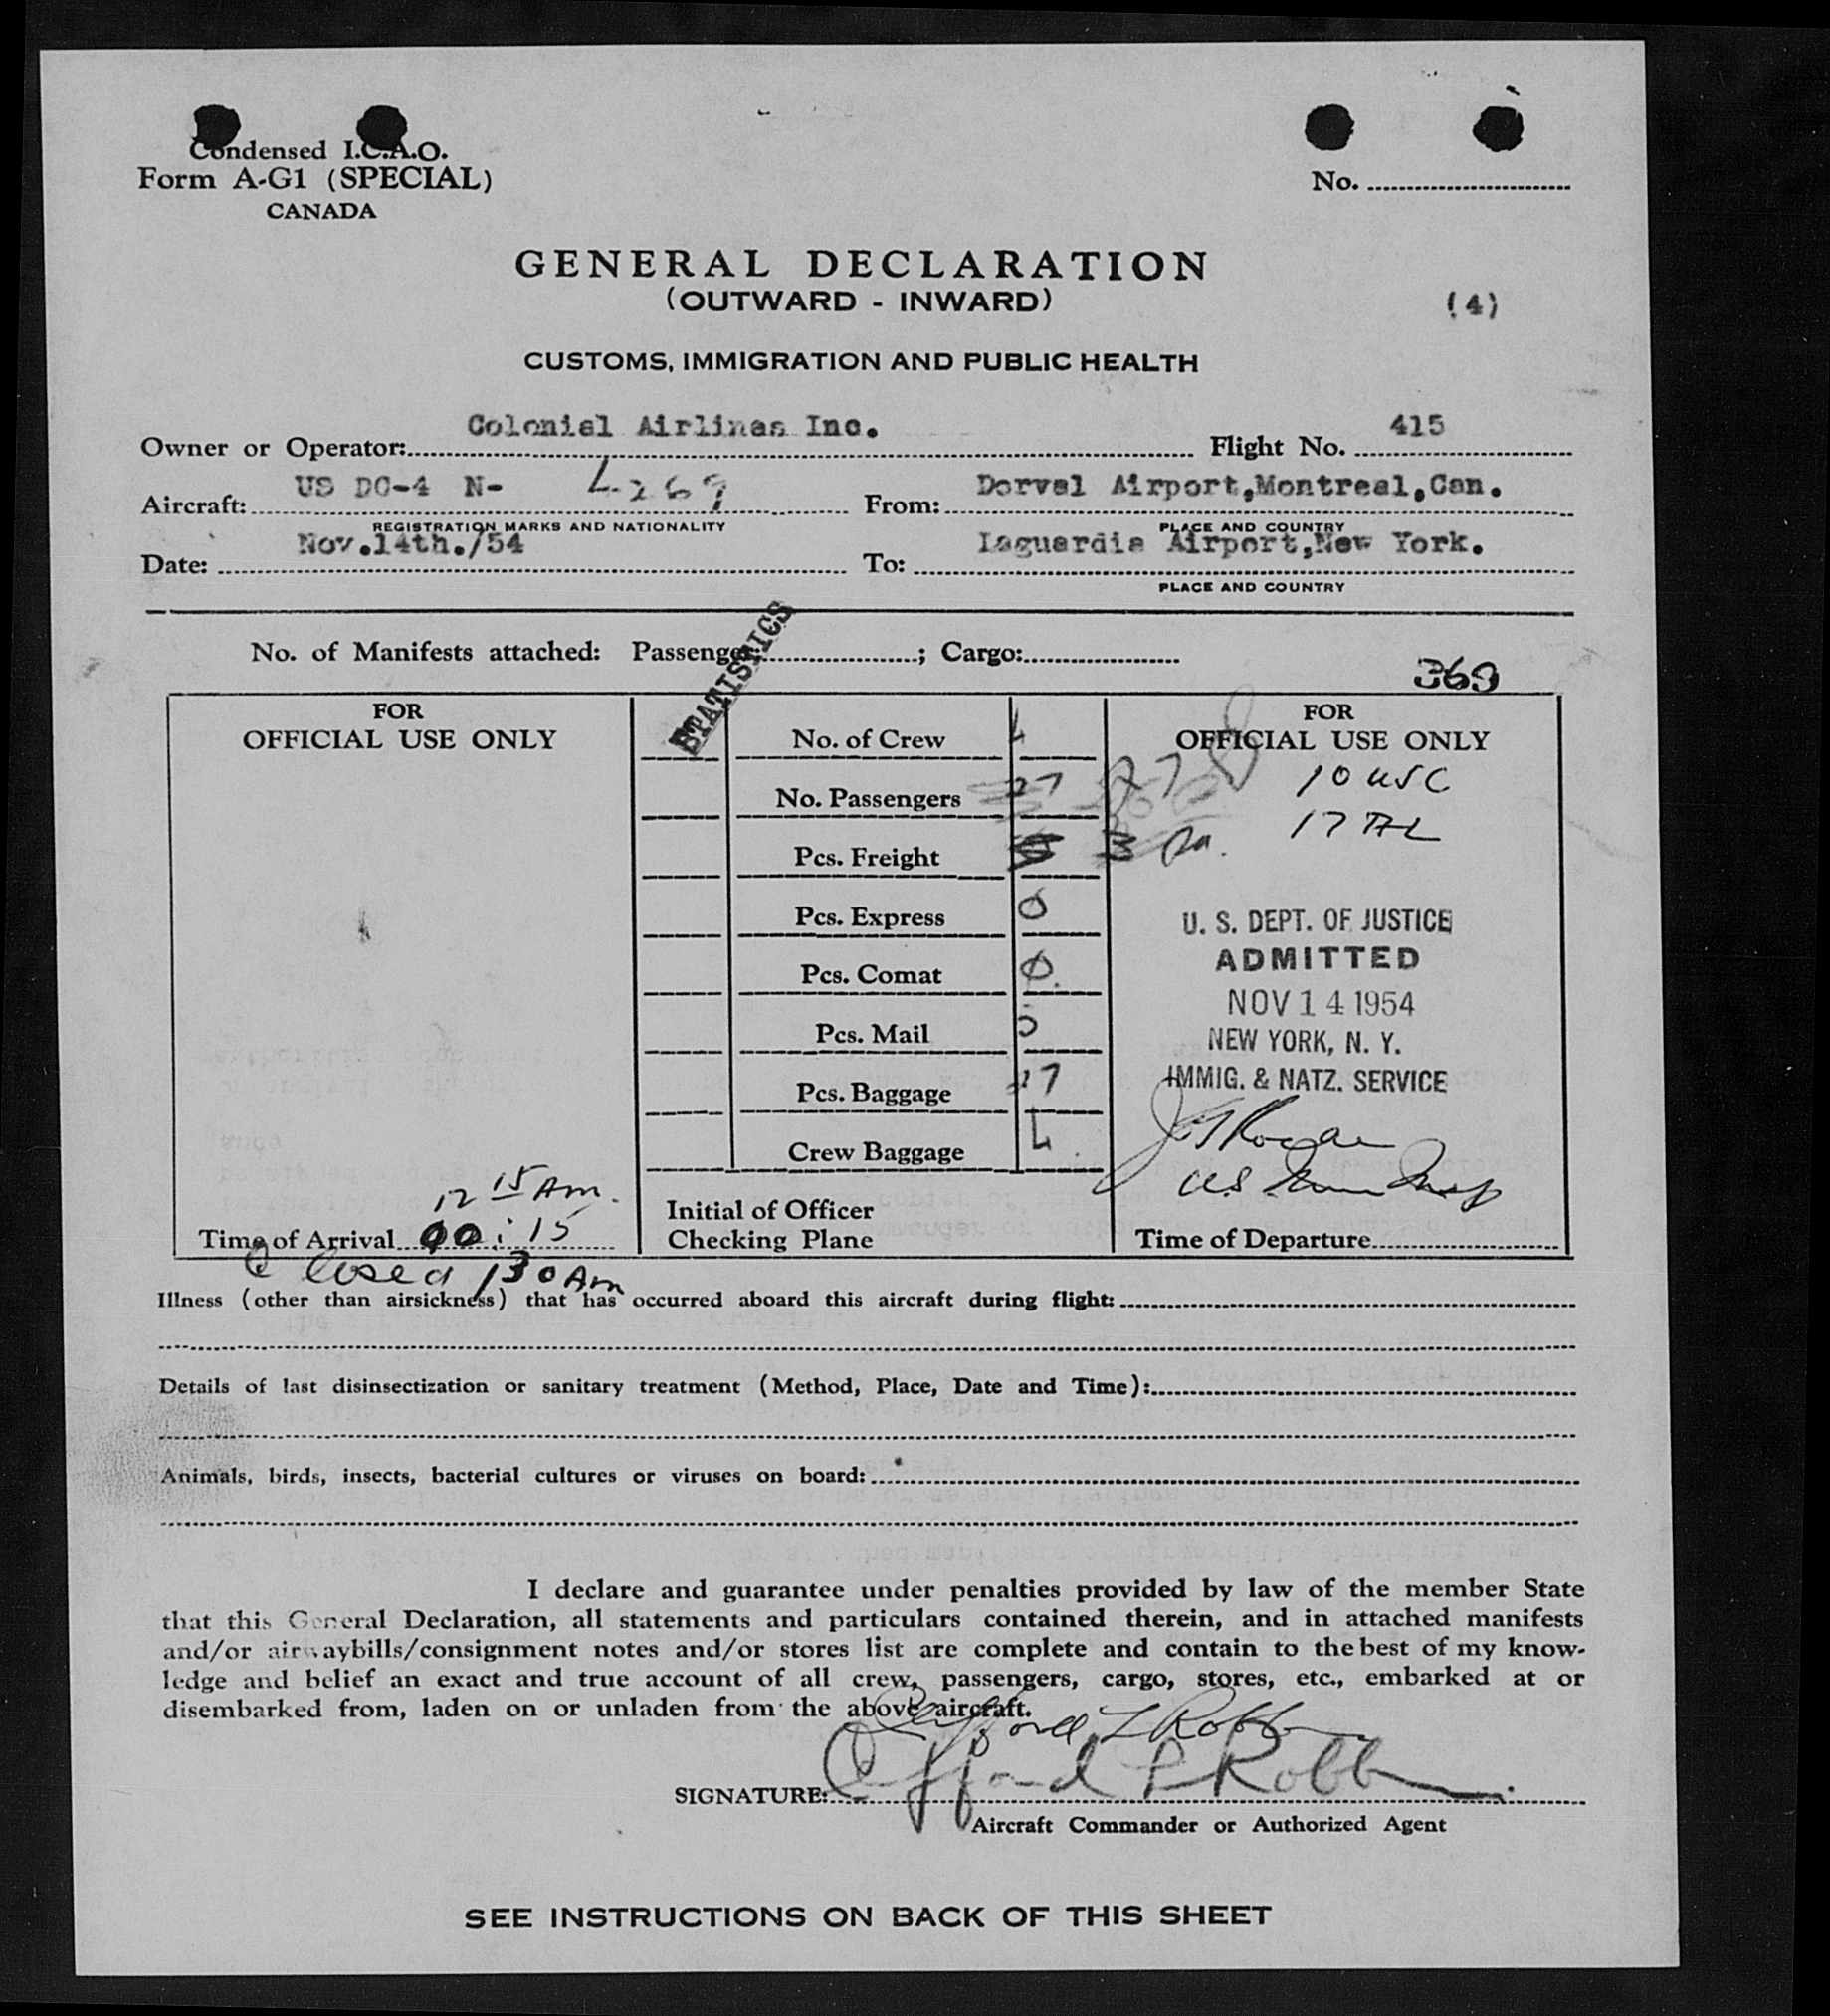 Condensed I.C.A.O.
Form A-G1 (SPECIAL)
CANADA
No.
GENERAL DECLARATION
(OUTWARD - INWARD)
(4)
CUSTOMS, IMMIGRATION AND PUBLIC HEALTH
Owner or Operator: Colonial Airlines Inc. Flight No. 415
Aircraft: US DC-4 N- From: Dorval Airport, Montreal, Can.
REGISTRATION MARKS AND NATIONALITY PLACE AND COUNTRY
Date: Nov.14th./54 To: Laguardia Airport, New York.
PLACE AND COUNTRY
STATISTICS
No. of Manifests attached: Passenger: ; Cargo:
369
FOR
OFFICIAL USE ONLY
No. of Crew 4
No. Passengers 27 27
Pcs. Freight
Pcs. Express 0
Pcs. Comat 0
Pcs. Mail
Pcs. Baggage 27
Crew Baggage 4
Initial of Officer
Checking Plane
FOR
OFFICIAL USE ONLY
10 USC
17 AL
U. S. DEPT. OF JUSTICE
ADMITTED
NOV 14 1954
NEW YORK, N. Y.
IMMIG. & NATZ. SERVICE
Time of Departure
12 15 Am.
Time of Arrival 00:15
Closed 130 Am
Illness (other than airsickness) that has occurred aboard this aircraft during flight:
Details of last disinsectization or sanitary treatment (Method, Place, Date and Time):
Animals, birds, insects, bacterial cultures or viruses on board:
I declare and guarantee under penalties provided by law of the member State
that this General Declaration, all statements and particulars contained therein, and in attached manifests
and/or airwaybills/consignment notes and/or stores list are complete and contain to the best of my know-
ledge and belief an exact and true account of all crew, passengers, cargo, stores, etc., embarked at or
disembarked from, laden on or unladen from the above aircraft.
Clifford L Robb
SIGNATURE: Clifford L Robb
Aircraft Commander or Authorized Agent
SEE INSTRUCTIONS ON BACK OF THIS SHEET